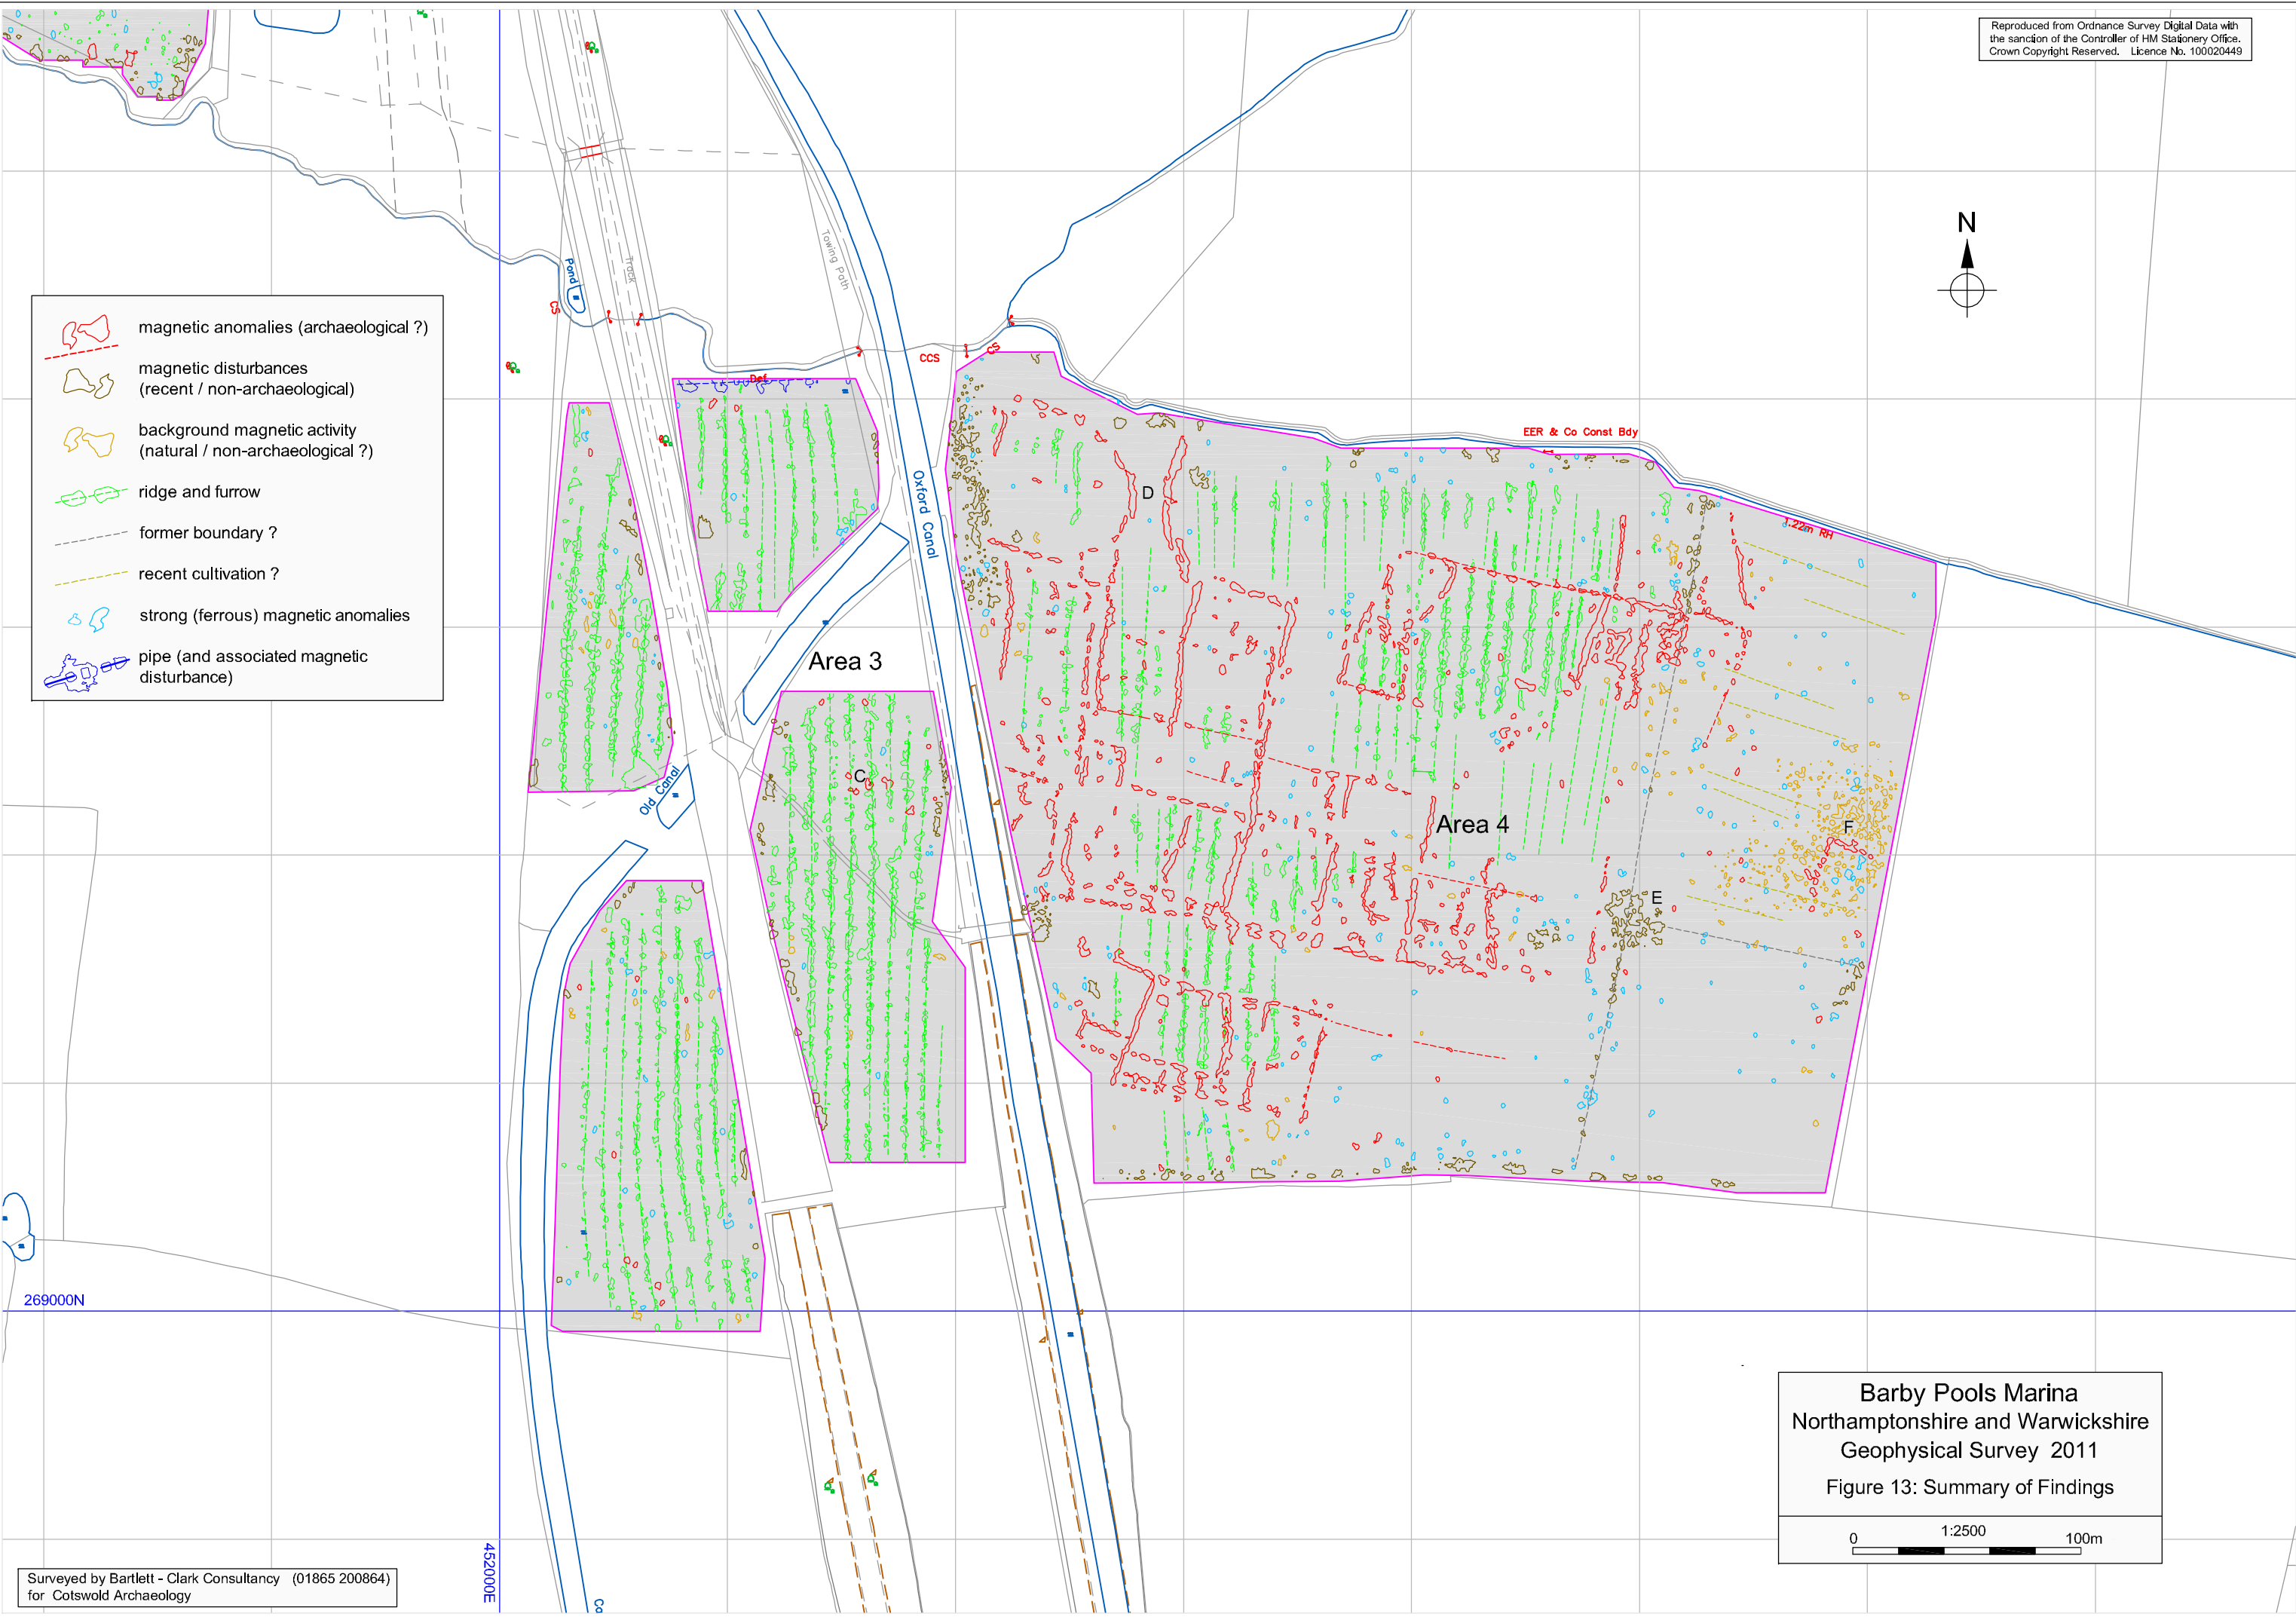 Reproduced from Ordnance Survey Digital Data with
the sanction of the Controller of HM Stationery Office.
Crown Copyright Reserved. Licence No. 100020449
N
magnetic anomalies (archaeological ?)
magnetic disturbances
(recent / non-archaeological)
background magnetic activity
(natural / non-archaeological ?)
ridge and furrow
former boundary ?
recent cultivation ?
strong (ferrous) magnetic anomalies
pipe (and associated magnetic
disturbance)
Pond
Track
Towing Path
CS
Def
CCS
CS
EER & Co Const Bdy
1.22m RH
Oxford Canal
D
Area 3
C
Old Canal
Area 4
F
E
269000N
452000E
Barby Pools Marina
Northamptonshire and Warwickshire
Geophysical Survey 2011
Figure 13: Summary of Findings
1:2500
0 100m
Surveyed by Bartlett - Clark Consultancy (01865 200864)
for Cotswold Archaeology